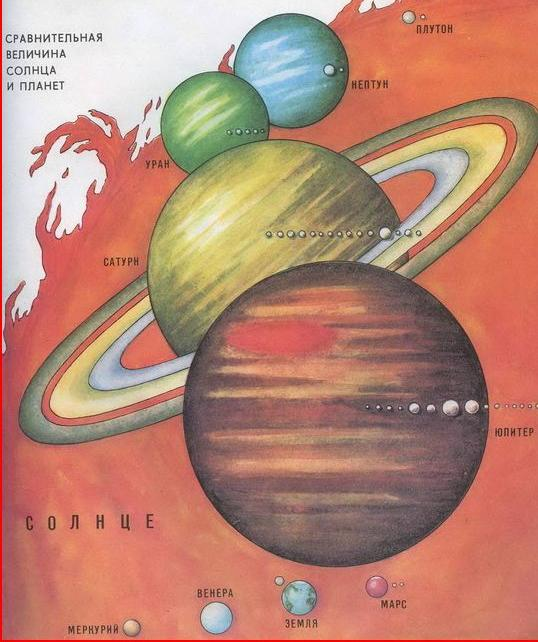 СРАВНИТЕЛЬНАЯ
ВЕЛИЧИНА
СОЛНЦА
И ПЛАНЕТ
ПЛУТОН
НЕПТУН
УРАН
САТУРН
ЮПИТЕР
СОЛНЦЕ
ВЕНЕРА
ЗЕМЛЯ
МАРС
МЕРКУРИЙ